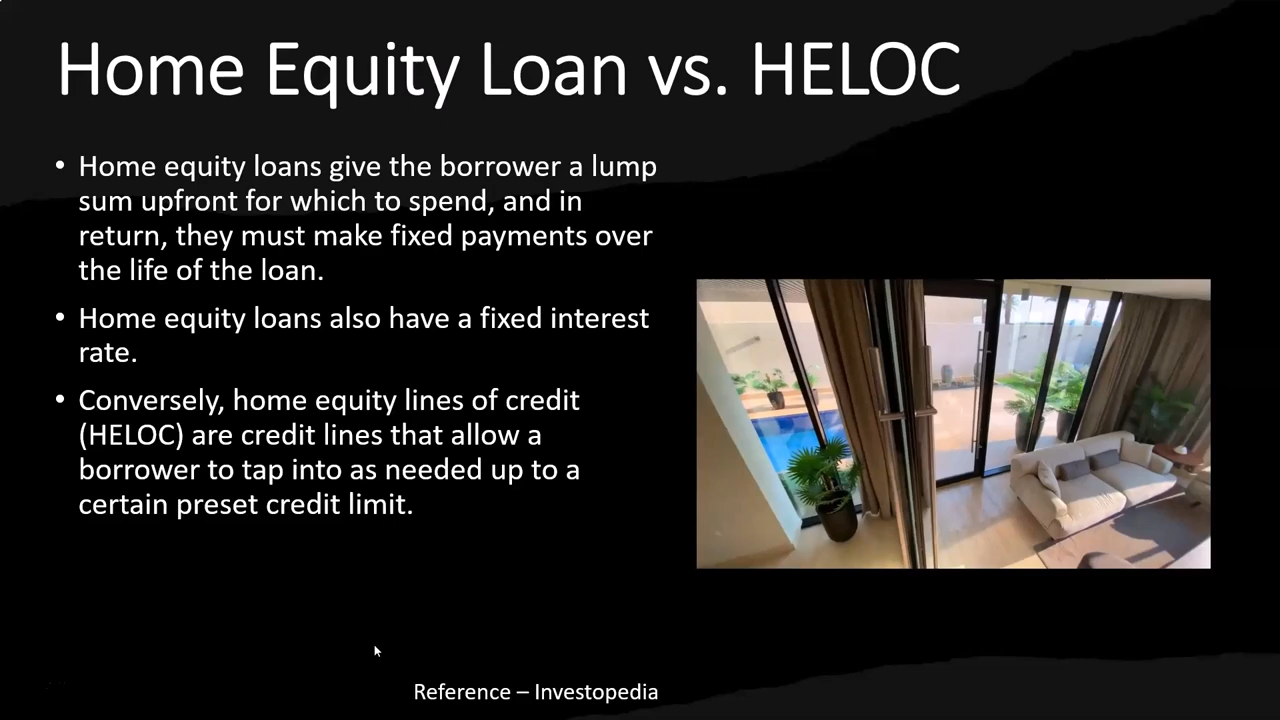 Home Equity Loan vs. HELOC
• Home equity loans give the borrower a lump
sum upfront for which to spend, and in
return, they must make fixed payments over
the life of the loan.
• Home equity loans also have a fixed interest
rate.
• Conversely, home equity lines of credit
(HELOC) are credit lines that allow a
borrower to tap into as needed up to a
certain preset credit limit.
Reference – Investopedia